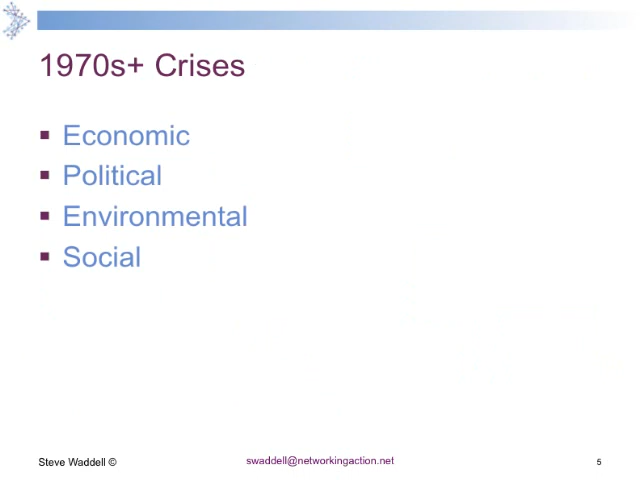 1970s+ Crises
▪ Economic
▪ Political
▪ Environmental
▪ Social
Steve Waddell © swaddell@networkingaction.net 5